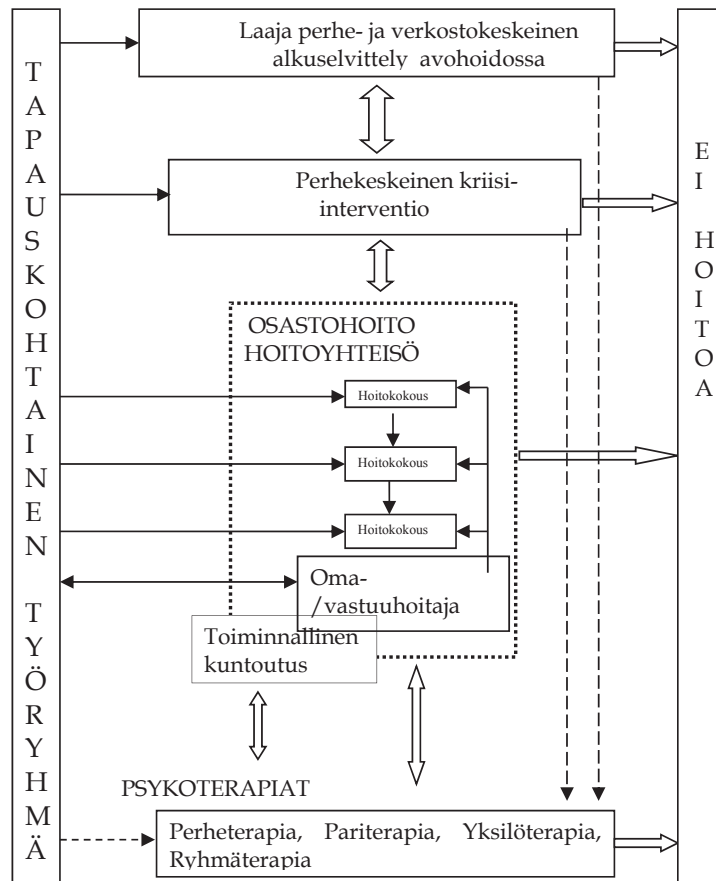 TAPAUSKOHTAINEN TYÖRYHMÄ
Laaja perhe- ja verkostokeskeinen
alkuselvittely avohoidossa
Perhekeskeinen kriisi-
interventio
OSASTOHOITO
HOITOYHTEISÖ
Hoitokokous
Hoitokokous
Hoitokokous
Oma-
/vastuuhoitaja
Toiminnallinen
kuntoutus
PSYKOTERAPIAT
Perheterapia, Pariterapia, Yksilöterapia,
Ryhmäterapia
EI HOITOA